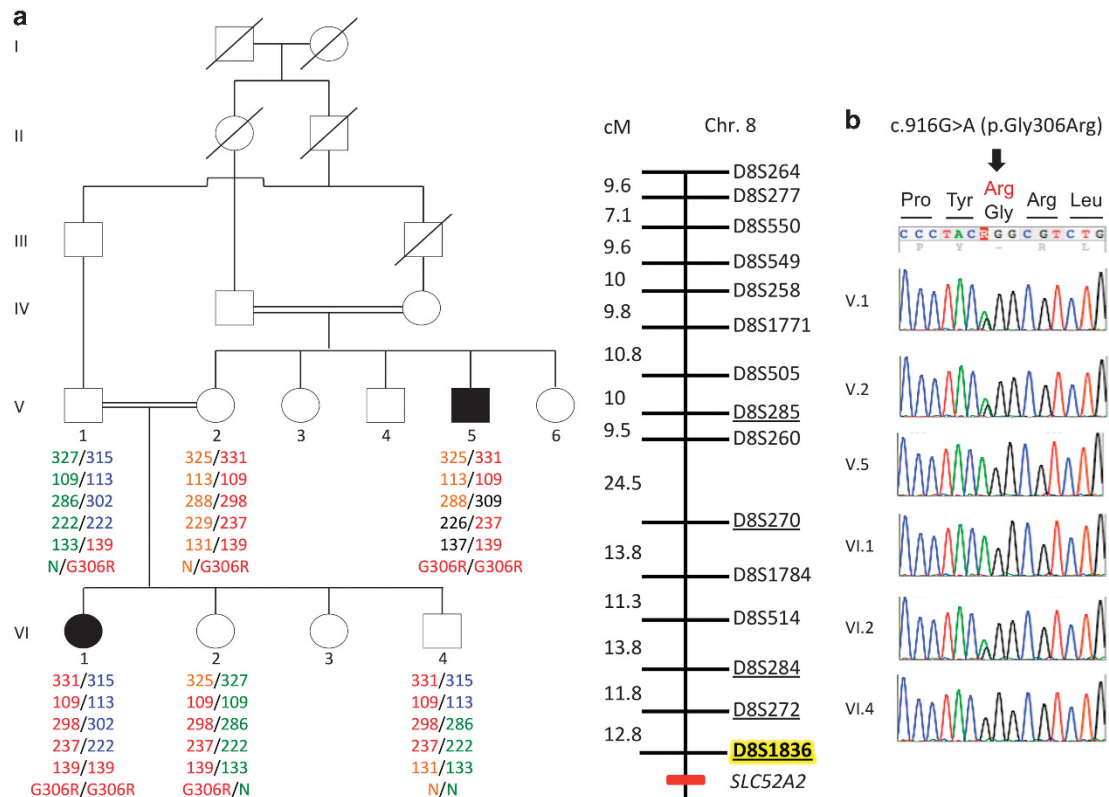 a
I
II
III
IV
V
1 2 3 4 5 6
327/315 325/331 325/331
109/113 113/109 113/109
286/302 288/298 288/309
222/222 229/237 226/237
133/139 131/139 137/139
N/G306R N/G306R G306R/G306R
VI
1 2 3 4
331/315 325/327 331/315
109/113 109/109 109/113
298/302 298/286 298/286
237/222 237/222 237/222
139/139 139/133 131/133
G306R/G306R G306R/N N/N
cM Chr. 8
D8S264
9.6
D8S277
7.1
D8S550
9.6
D8S549
10
D8S258
9.8
D8S1771
10.8
D8S505
10
D8S285
9.5
D8S260
24.5
D8S270
13.8
D8S1784
11.3
D8S514
13.8
D8S284
11.8
D8S272
12.8
D8S1836
SLC52A2
b c.916G>A (p.Gly306Arg)
Arg
Pro Tyr Gly Arg Leu
C C C T A C R G G C G T C T G
P Y - R L
V.1
V.2
V.5
VI.1
VI.2
VI.4